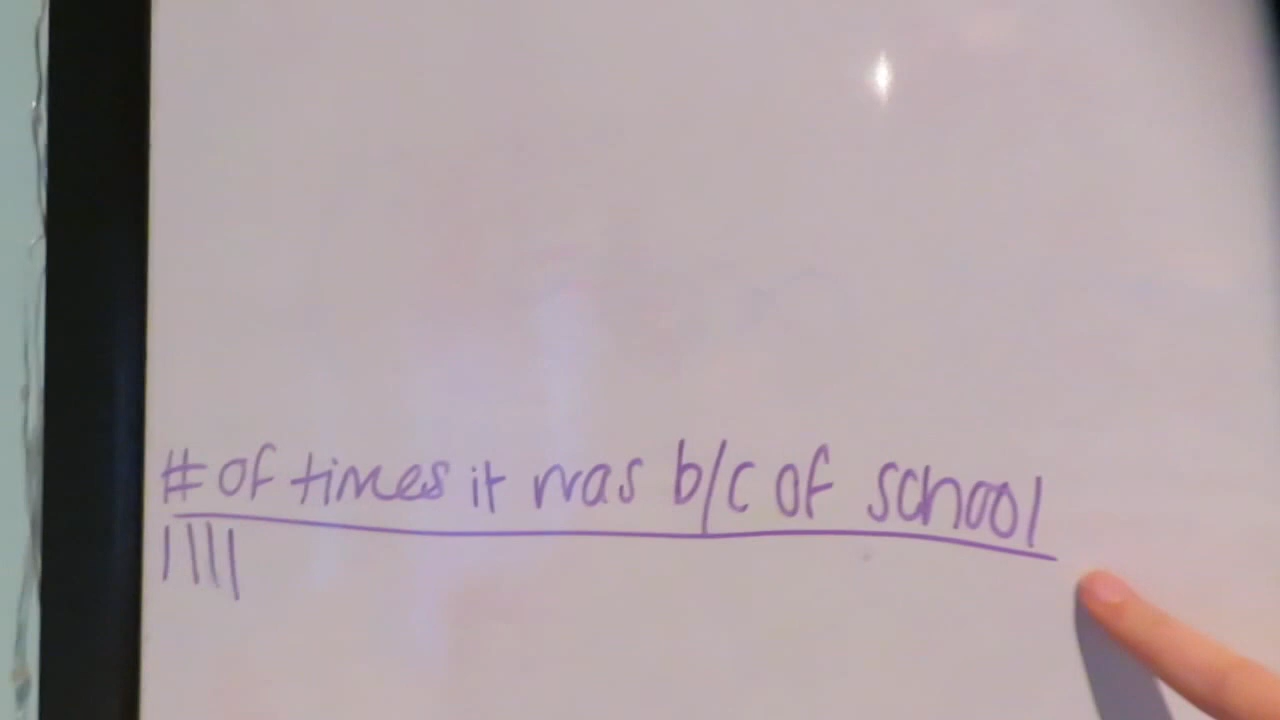 # of times it was b/c of school
||||